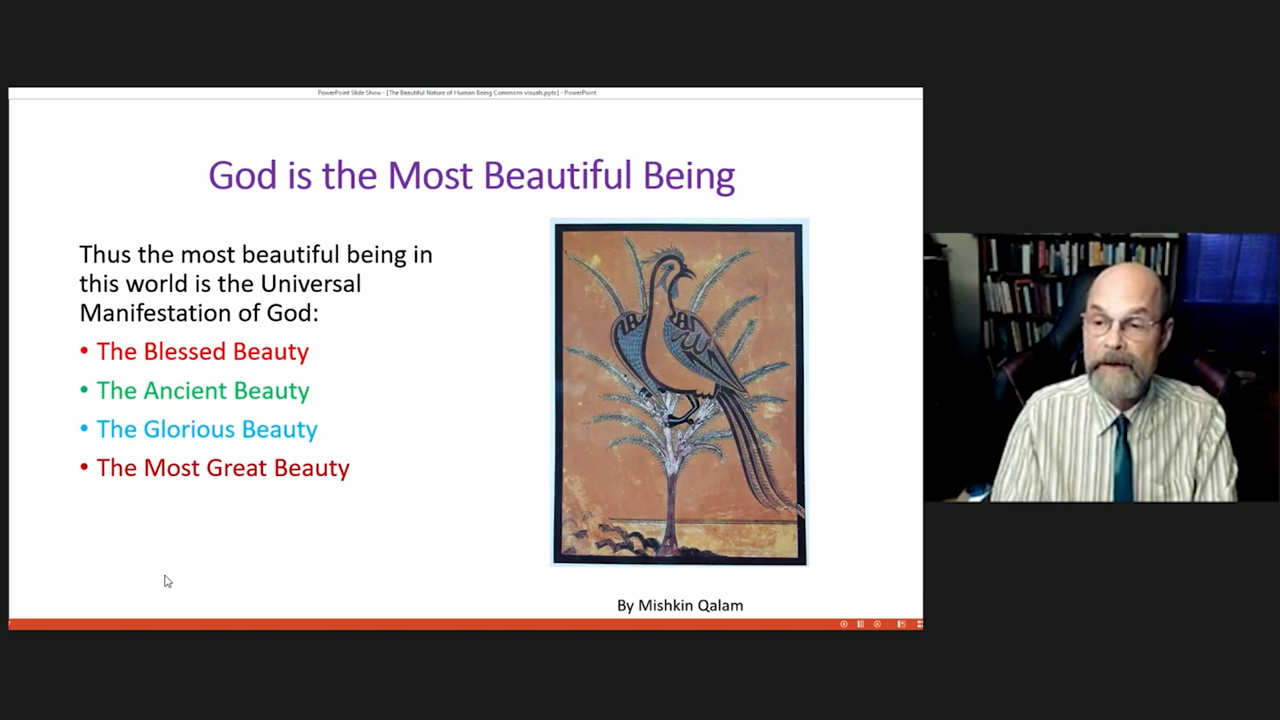 PowerPoint Slide Show - [The Beautiful Nature of Human Being Commons visuals.pptx] - PowerPoint
God is the Most Beautiful Being
Thus the most beautiful being in
this world is the Universal
Manifestation of God:
• The Blessed Beauty
• The Ancient Beauty
• The Glorious Beauty
• The Most Great Beauty
By Mishkin Qalam